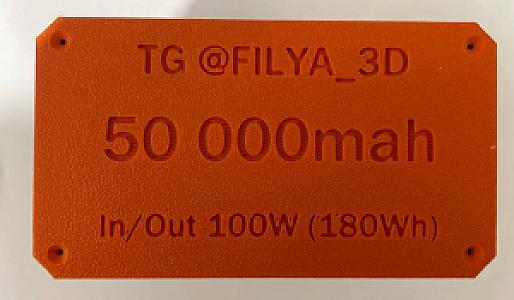 TG @FILYA_3D
50 000mah
In/Out 100W (180Wh)